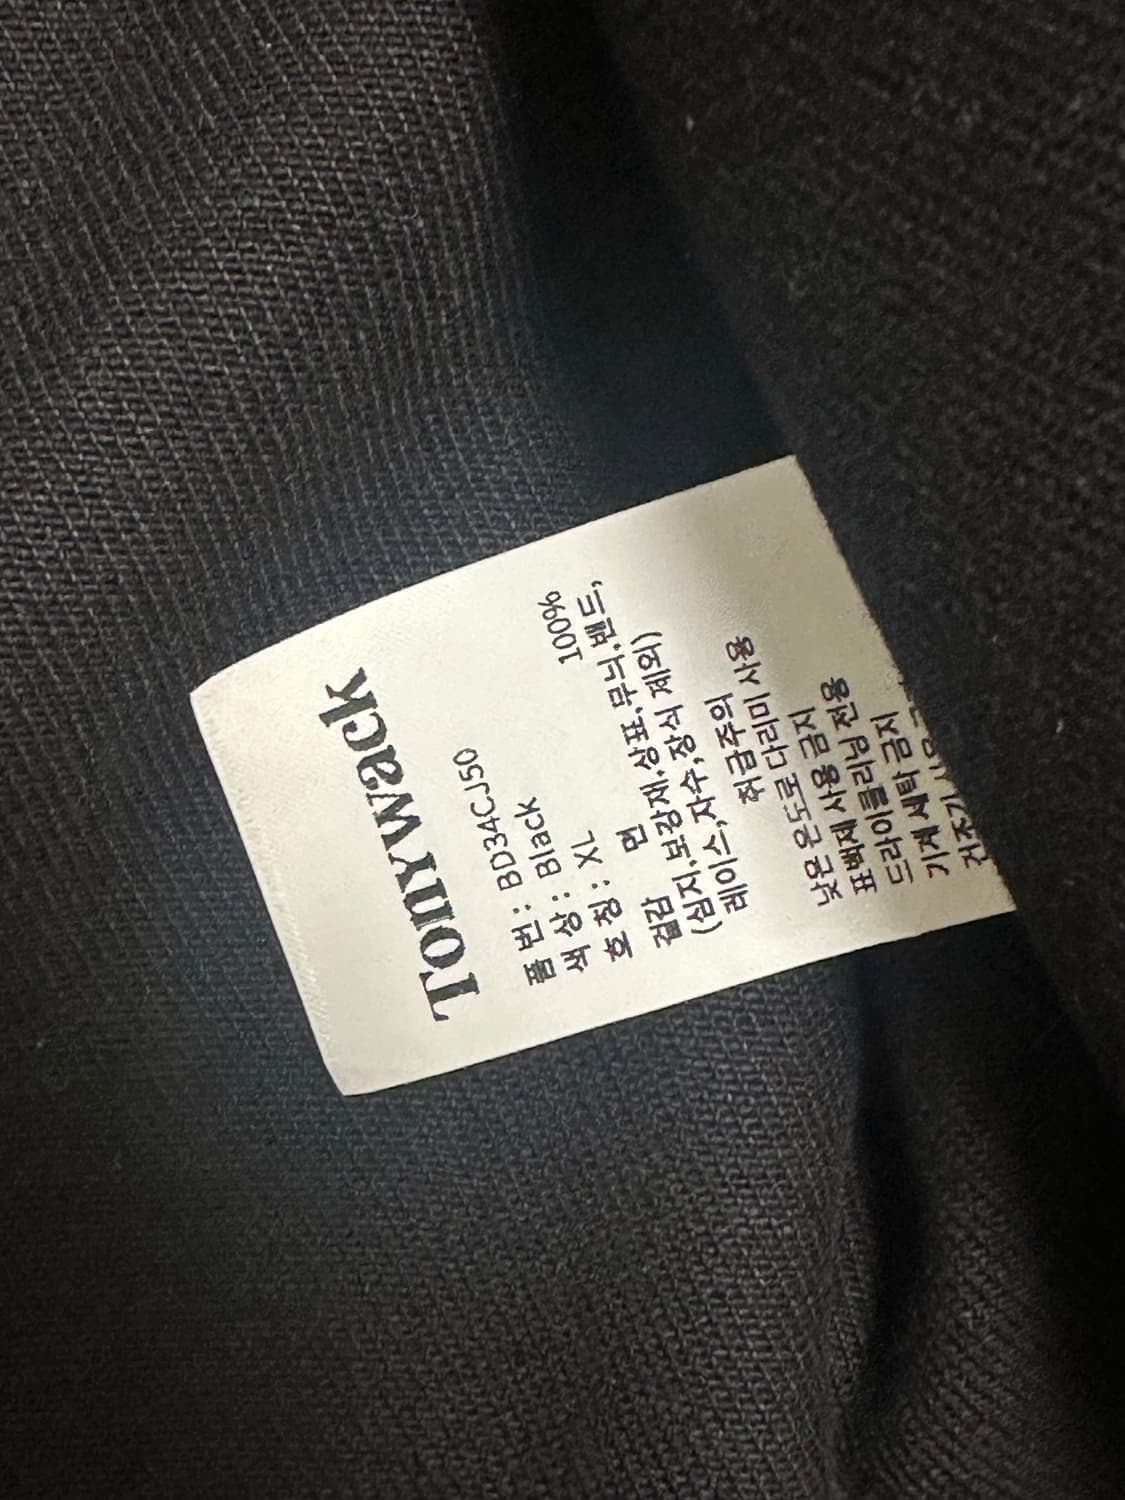 Tonywack
품 번 : BD34CJ50
색 상 : Black
호 칭 : XL
겉감 면 100%
(심지,보강재,상표,무늬,밴드,
레이스,자수,장식 제외)
취급주의
낮은 온도로 다리미 사용
표백제 사용 금지
드라이클리닝 전용
기계 세탁 금지
건조기